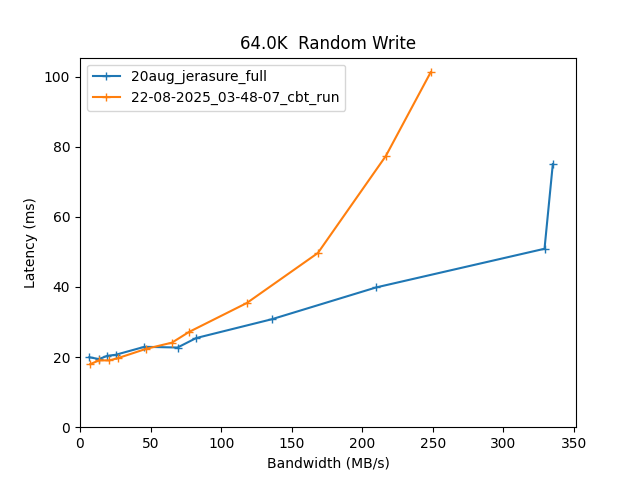 64.0K  Random Write
20aug_jerasure_full
22-08-2025_03-48-07_cbt_run
Latency (ms)
100
80
60
40
20
0
0 50 100 150 200 250 300 350
Bandwidth (MB/s)